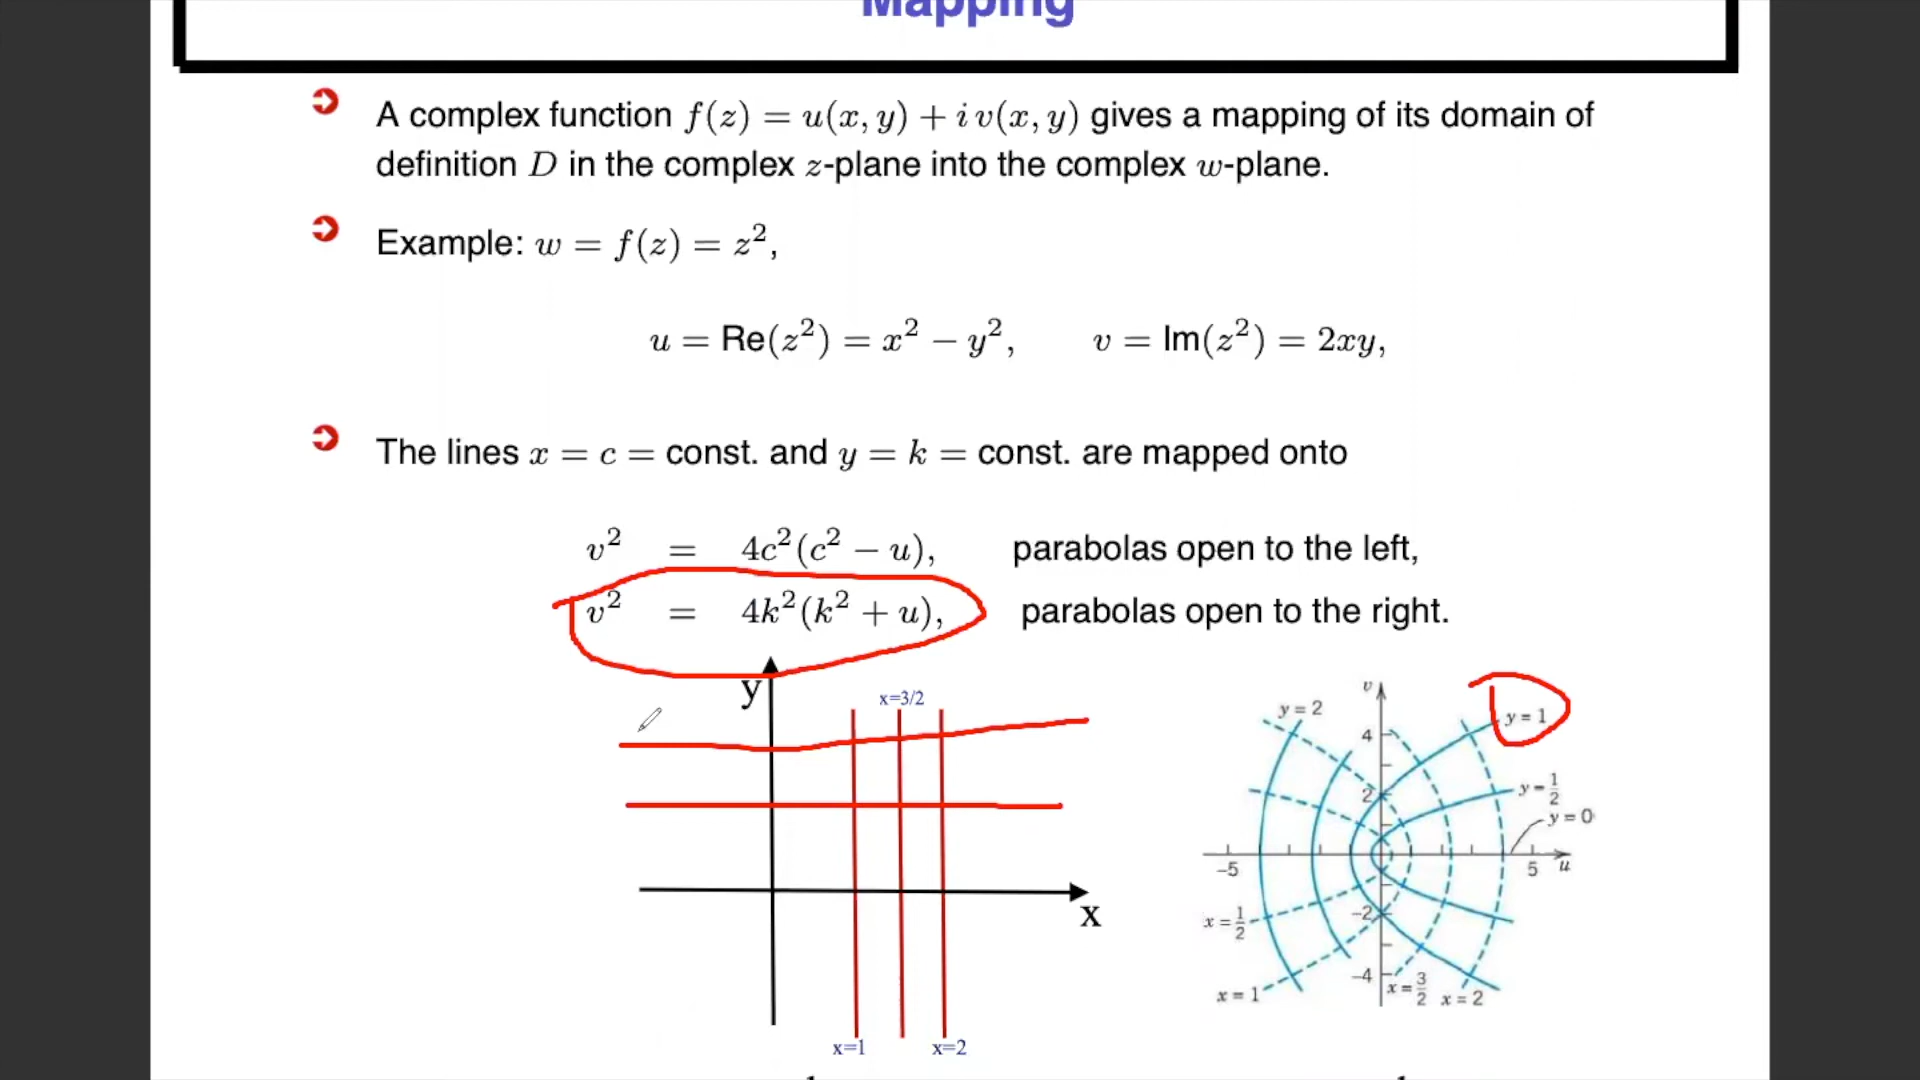 Mapping
A complex function f(z) = u(x, y) + i v(x, y) gives a mapping of its domain of
definition D in the complex z-plane into the complex w-plane.
Example: w = f(z) = z²,
u = Re(z²) = x² − y², v = Im(z²) = 2xy,
The lines x = c = const. and y = k = const. are mapped onto
v² = 4c²(c² − u), parabolas open to the left,
v² = 4k²(k² + u), parabolas open to the right.
y
x=3/2
x
x=1
x=2
v
y = 2
y = 1
4
y = 1/2
2
y = 0
−5
5
u
x = 1/2
−2
−4
x = 3/2
x = 2
x = 1